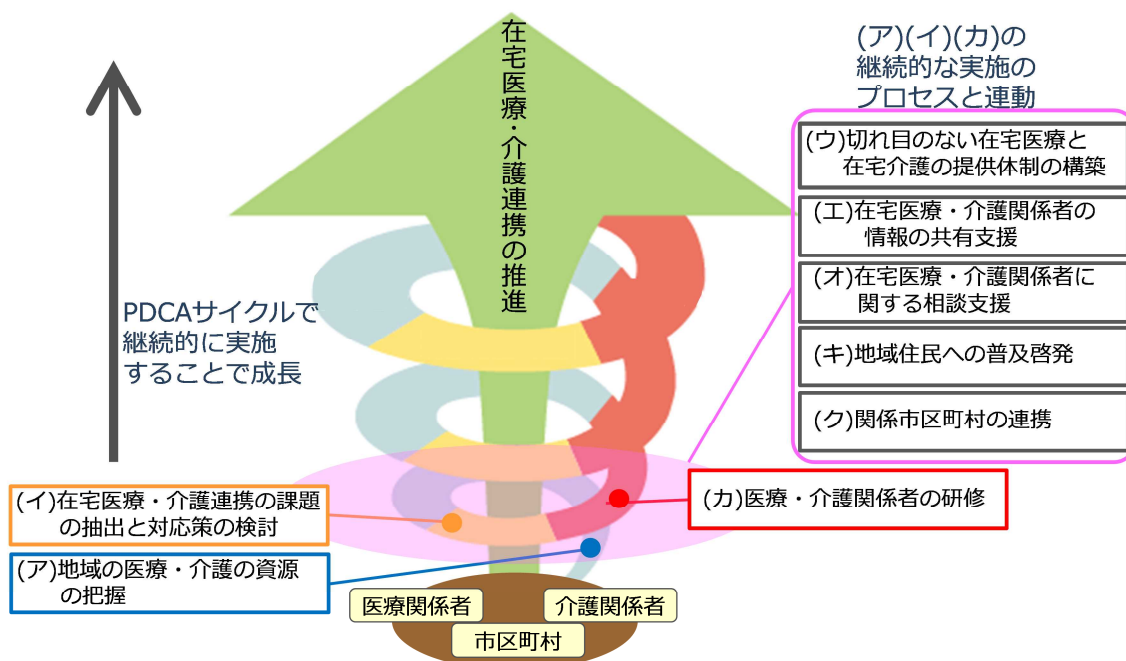 在宅医療・介護連携の推進
(ア)(イ)(カ)の
継続的な実施の
プロセスと連動
(ウ)切れ目のない在宅医療と
在宅介護の提供体制の構築
(エ)在宅医療・介護関係者の
情報の共有支援
(オ)在宅医療・介護関係者に
関する相談支援
(キ)地域住民への普及啓発
(ク)関係市区町村の連携
PDCAサイクルで
継続的に実施
することで成長
(イ)在宅医療・介護連携の課題
の抽出と対応策の検討
(カ)医療・介護関係者の研修
(ア)地域の医療・介護の資源
の把握
医療関係者
介護関係者
市区町村